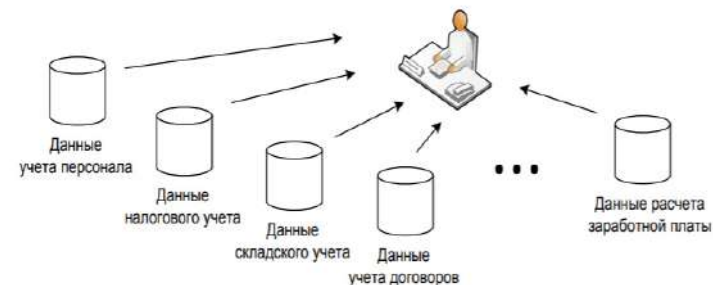 Данные
учета персонала
Данные
налогового учета
Данные
складского учета
Данные
учета договоров
Данные расчета
заработной платы